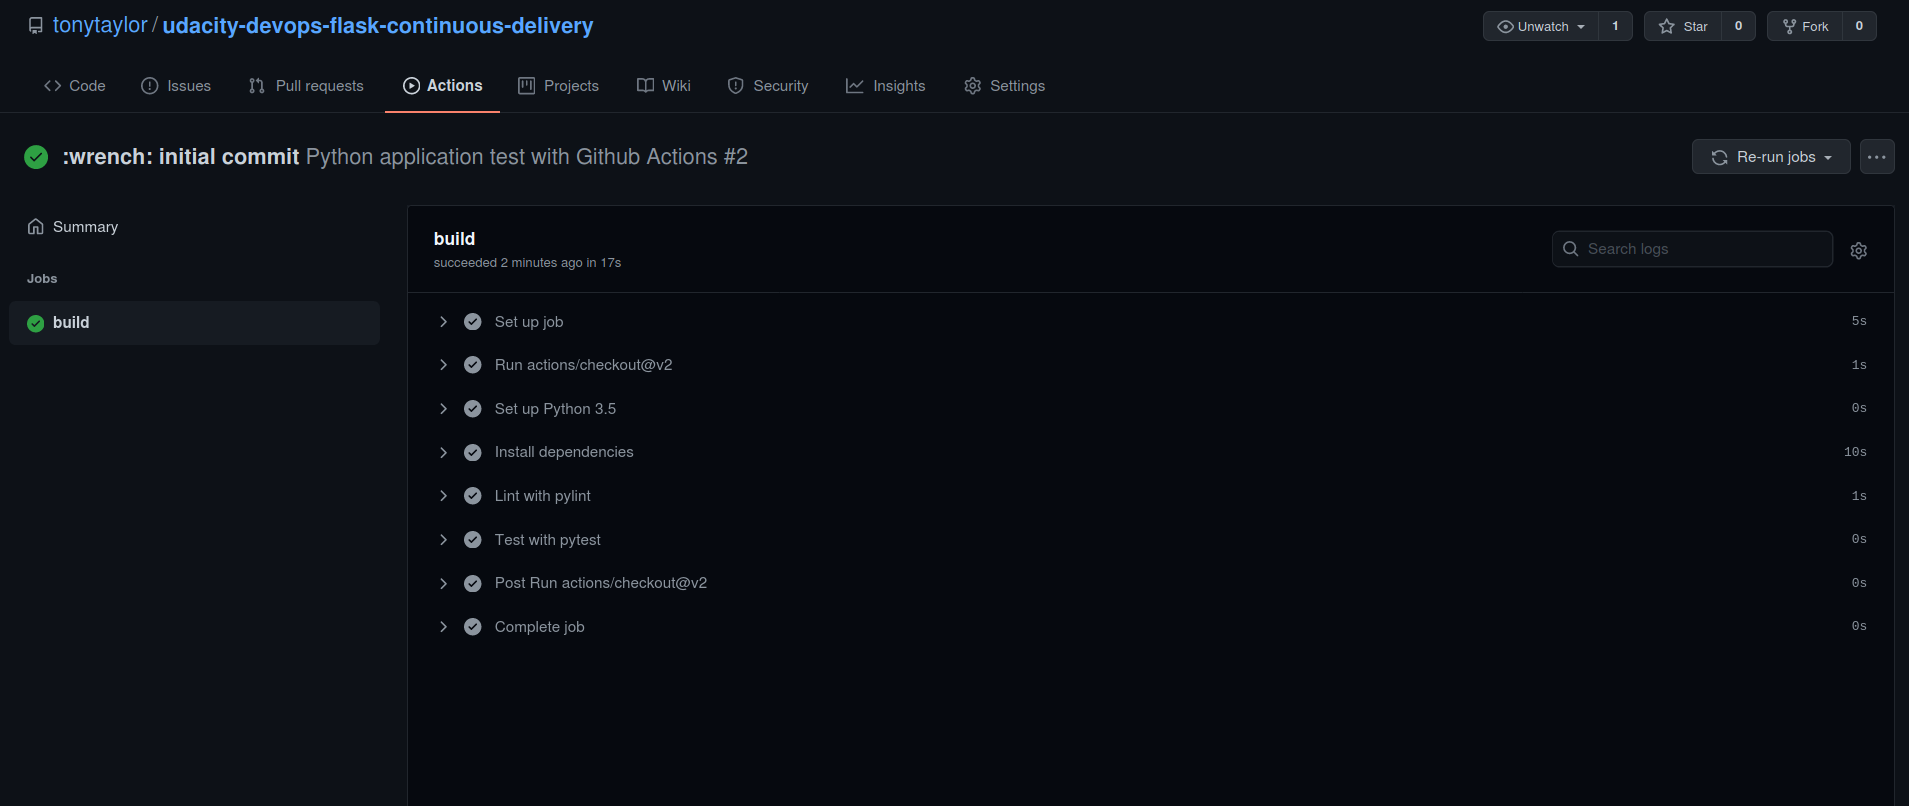 tonytaylor / udacity-devops-flask-continuous-delivery
Unwatch 1 Star 0 Fork 0
Code Issues Pull requests Actions Projects Wiki Security Insights Settings
:wrench: initial commit Python application test with Github Actions #2
Re-run jobs
Summary
Jobs
build
build
succeeded 2 minutes ago in 17s
Search logs
Set up job 5s
Run actions/checkout@v2 1s
Set up Python 3.5 0s
Install dependencies 10s
Lint with pylint 1s
Test with pytest 0s
Post Run actions/checkout@v2 0s
Complete job 0s